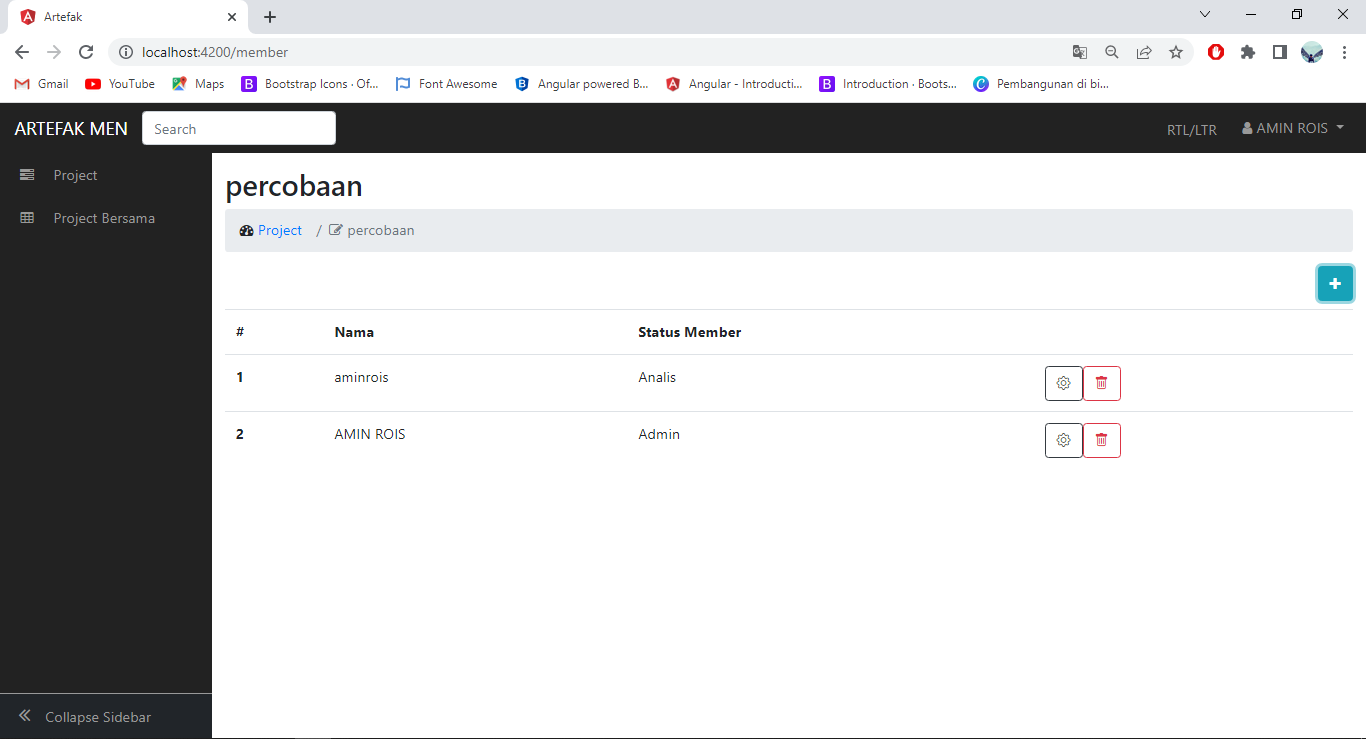 Artefak
localhost:4200/member
Gmail YouTube Maps Bootstrap Icons · Of... Font Awesome Angular powered B... Angular - Introducti... Introduction · Boots... Pembangunan di bi...
ARTEFAK MEN Search RTL/LTR AMIN ROIS
Project
Project Bersama
percobaan
Project / percobaan
# Nama Status Member
1 aminrois Analis
2 AMIN ROIS Admin
Collapse Sidebar